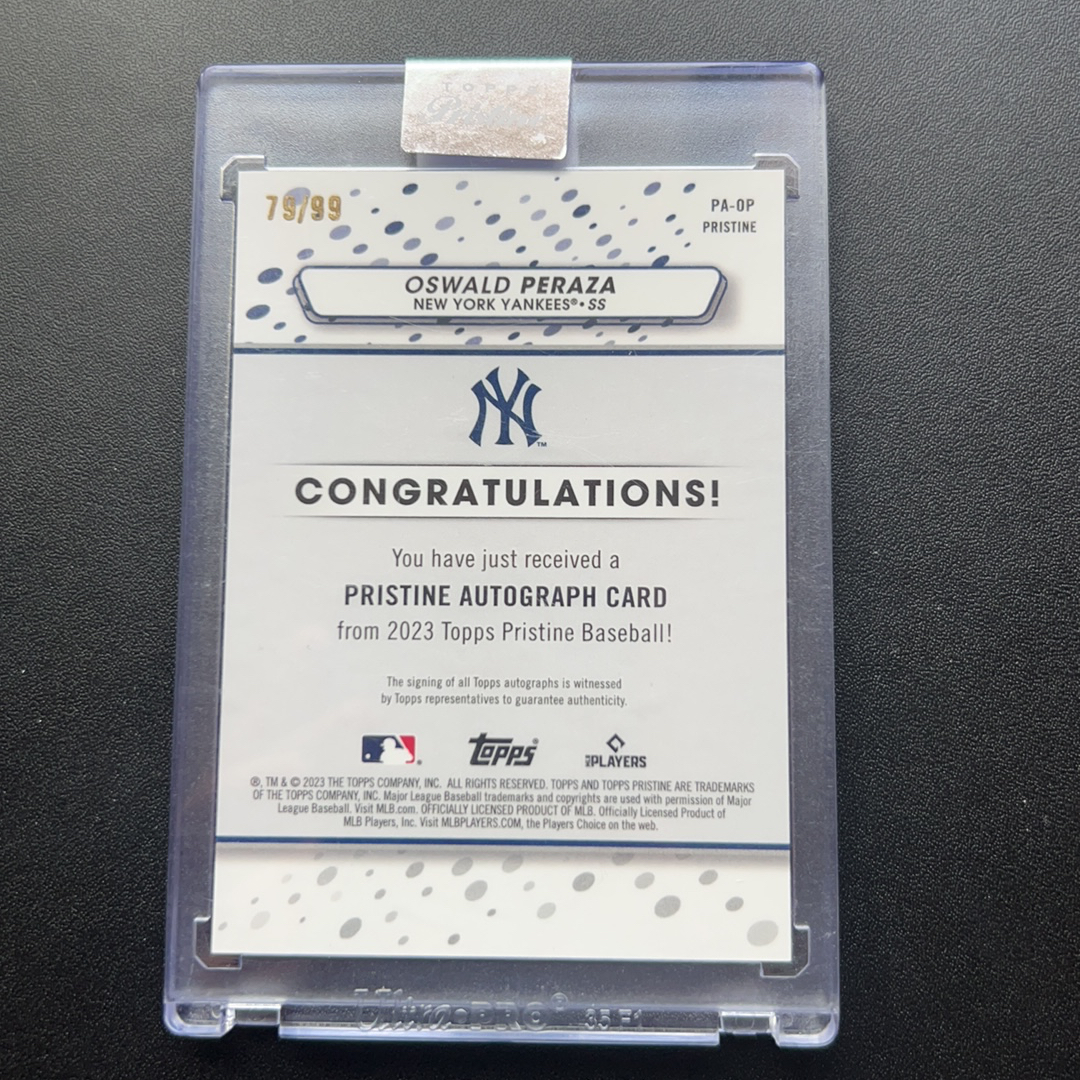 TOPPS
Pristine
79/99
PA-OP
PRISTINE
OSWALD PERAZA
NEW YORK YANKEES®• SS
NY™
CONGRATULATIONS!
You have just received a
PRISTINE AUTOGRAPH CARD
from 2023 Topps Pristine Baseball!
The signing of all Topps autographs is witnessed
by Topps representatives to guarantee authenticity.
topps® PLAYERS
®, TM & © 2023 THE TOPPS COMPANY, INC. ALL RIGHTS RESERVED. TOPPS AND TOPPS PRISTINE ARE TRADEMARKS
OF THE TOPPS COMPANY, INC. Major League Baseball trademarks and copyrights are used with permission of Major
League Baseball. Visit MLB.com. OFFICIALLY LICENSED PRODUCT OF MLB. Officially Licensed Product of
MLB Players, Inc. Visit MLBPLAYERS.COM, the Players Choice on the web.
Ultra-PRO®